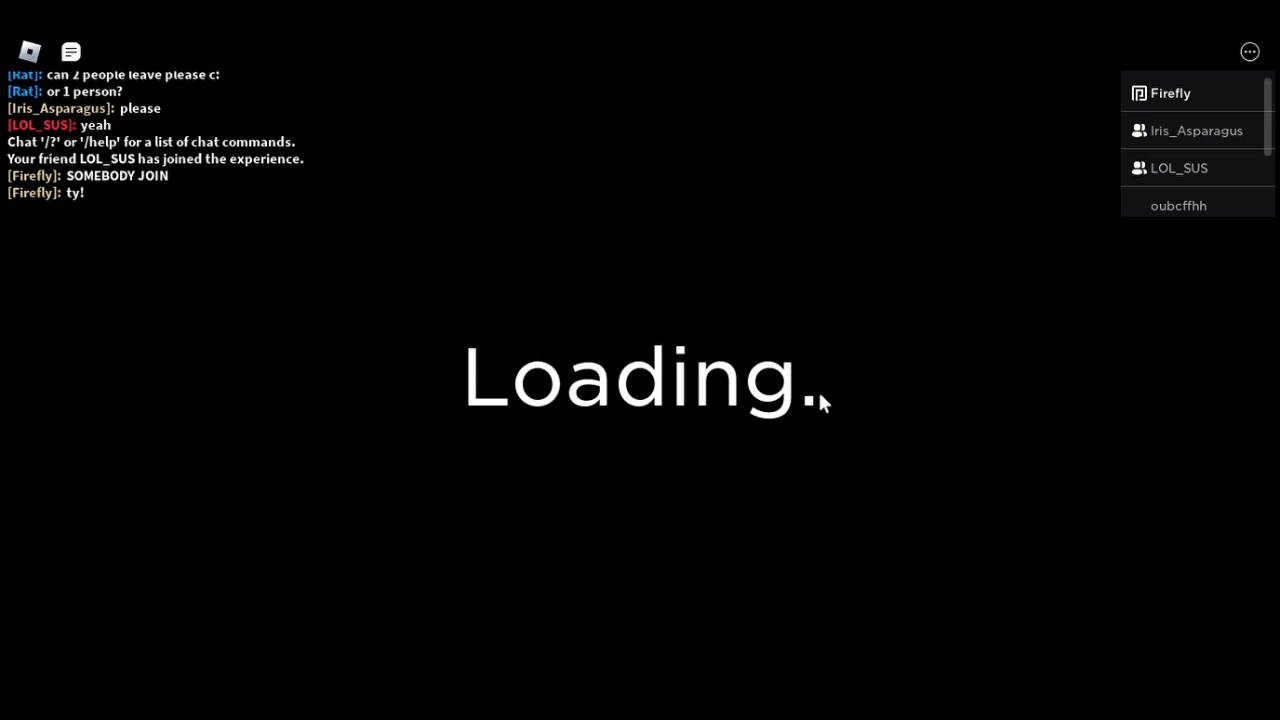 [Rat]: can 2 people leave please c:
[Rat]: or 1 person?
[Iris_Asparagus]: please
[LOL_SUS]: yeah
Chat '/?' or '/help' for a list of chat commands.
Your friend LOL_SUS has joined the experience.
[Firefly]: SOMEBODY JOIN
[Firefly]: ty!
Firefly
Iris_Asparagus
LOL_SUS
oubcffhh
Loading.